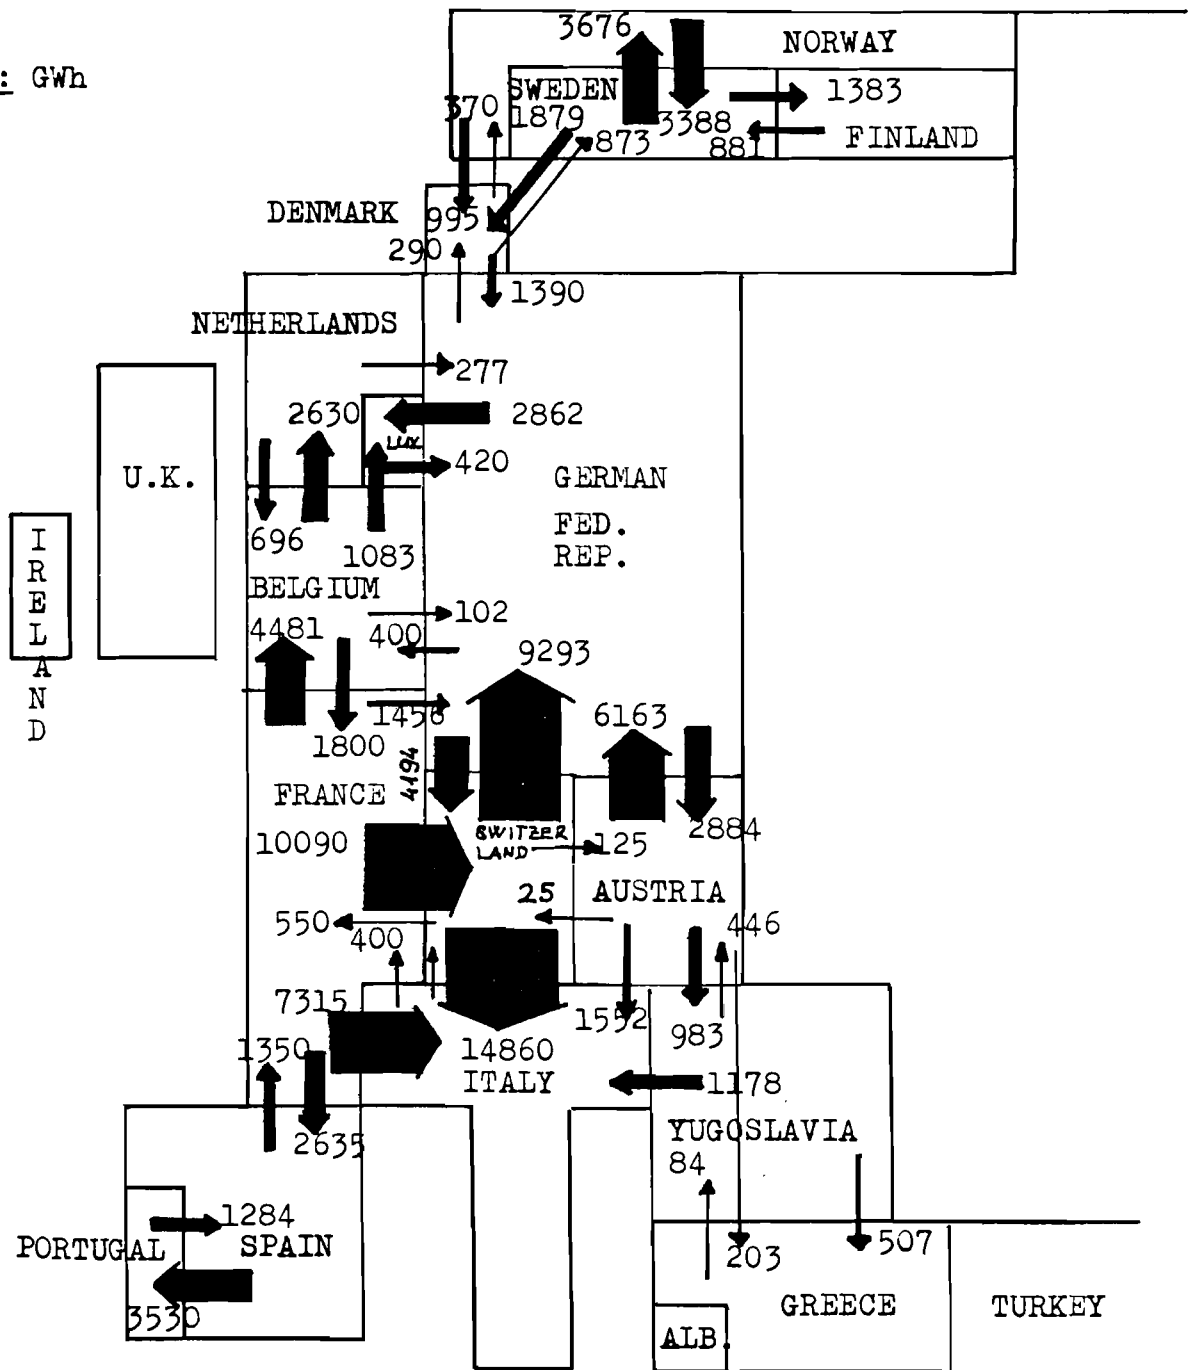 3676
NORWAY
: GWh
SWEDEN
1383
370
1879
3388
873
881
FINLAND
DENMARK
995
290
1390
NETHERLANDS
277
2630
2862
LUX
U.K.
420
GERMAN
FED.
REP.
696
1083
IRELAND
BELGIUM
102
4481
400
9293
1456
6163
1800
4194
FRANCE
10090
SWITZER
LAND
125
2884
25
AUSTRIA
550
400
446
7315
1552
983
1350
14860
ITALY
1178
2635
YUGOSLAVIA
84
1284
PORTUGAL
SPAIN
203
507
3530
GREECE
TURKEY
ALB.